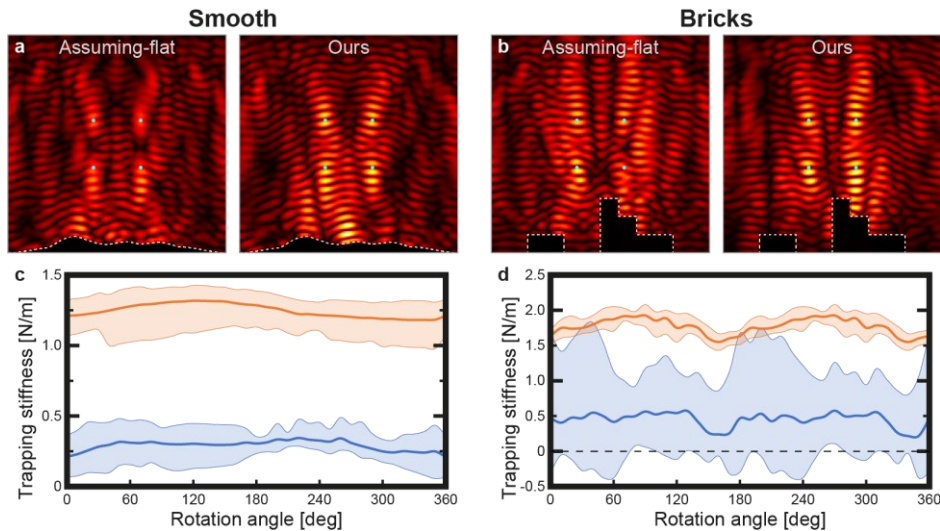 Smooth
Bricks
a Assuming-flat
Ours
b Assuming-flat
Ours
c
Trapping stiffness [N/m]
1.5
1.0
0.5
0
0 60 120 180 240 300 360
Rotation angle [deg]
d
Trapping stiffness [N/m]
2.5
2.0
1.5
1.0
0.5
0
-0.5
0 60 120 180 240 300 360
Rotation angle [deg]